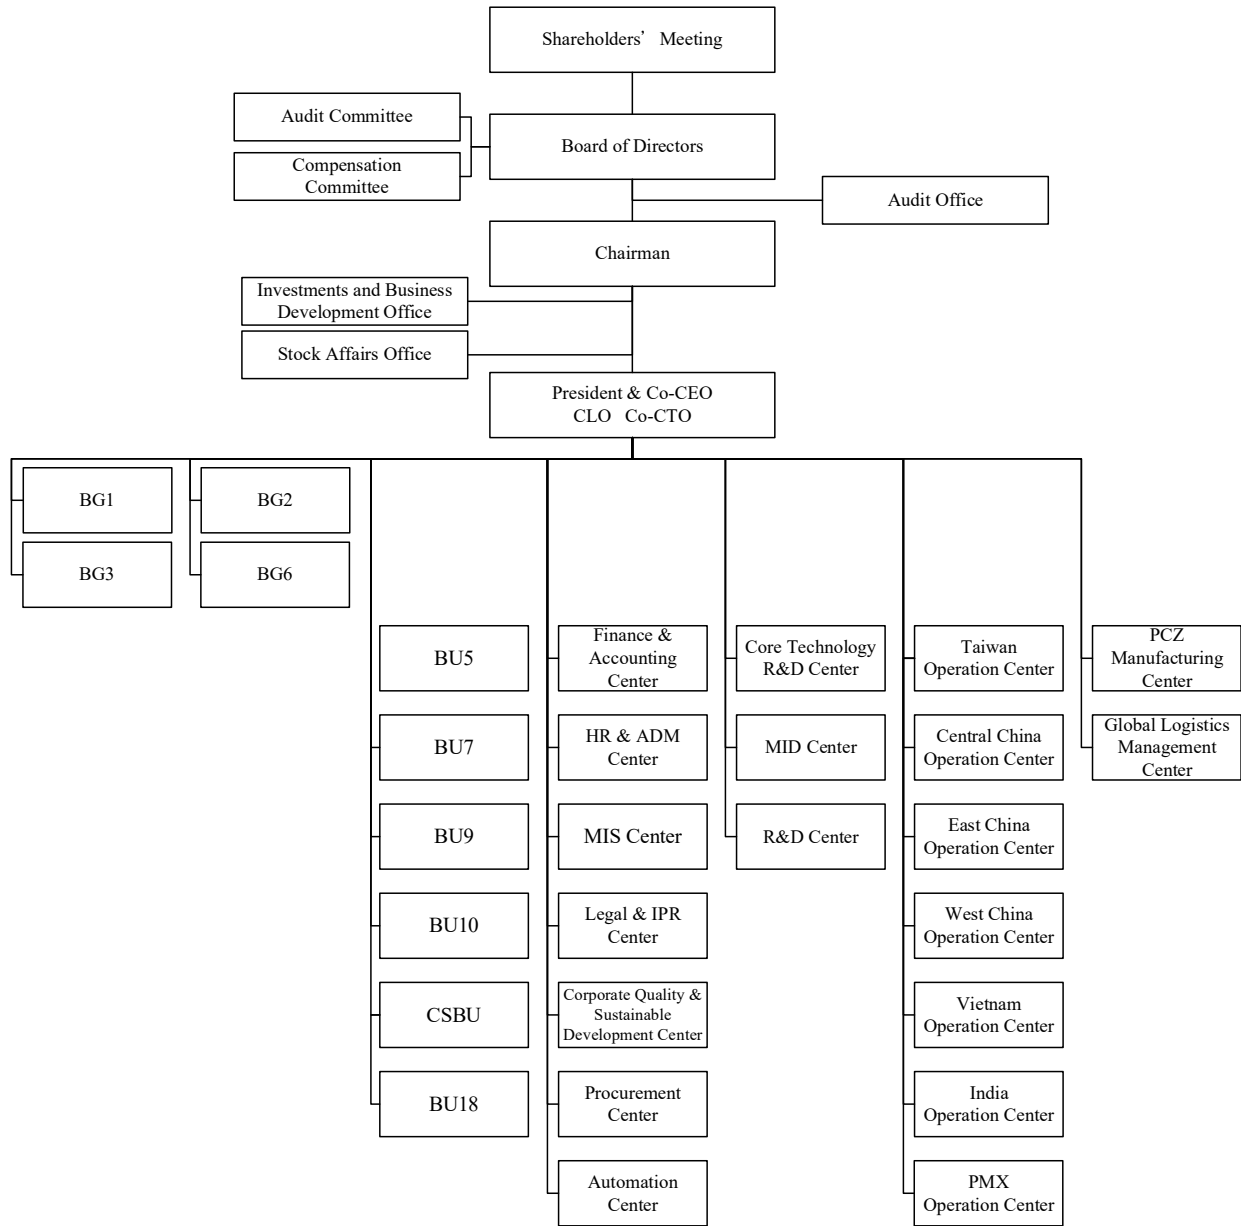 Shareholders’ Meeting
Audit Committee
Board of Directors
Compensation
Committee
Audit Office
Chairman
Investments and Business
Development Office
Stock Affairs Office
President & Co-CEO
CLO Co-CTO
BG1
BG2
BG3
BG6
BU5
BU7
BU9
BU10
CSBU
BU18
Finance &
Accounting
Center
HR & ADM
Center
MIS Center
Legal & IPR
Center
Corporate Quality &
Sustainable
Development Center
Procurement
Center
Automation
Center
Core Technology
R&D Center
MID Center
R&D Center
Taiwan
Operation Center
Central China
Operation Center
East China
Operation Center
West China
Operation Center
Vietnam
Operation Center
India
Operation Center
PMX
Operation Center
PCZ
Manufacturing
Center
Global Logistics
Management
Center